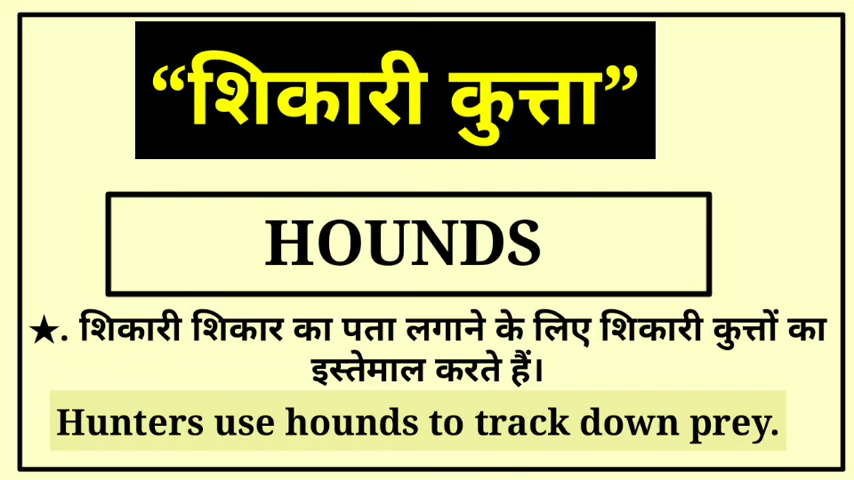 “शिकारी कुत्ता”
HOUNDS
★. शिकारी शिकार का पता लगाने के लिए शिकारी कुत्तों का
इस्तेमाल करते हैं।
Hunters use hounds to track down prey.